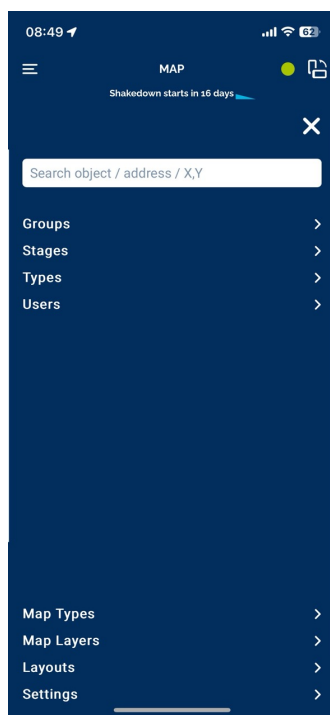 08:49
62
MAP
Shakedown starts in 16 days
Search object / address / X,Y
Groups
Stages
Types
Users
Map Types
Map Layers
Layouts
Settings